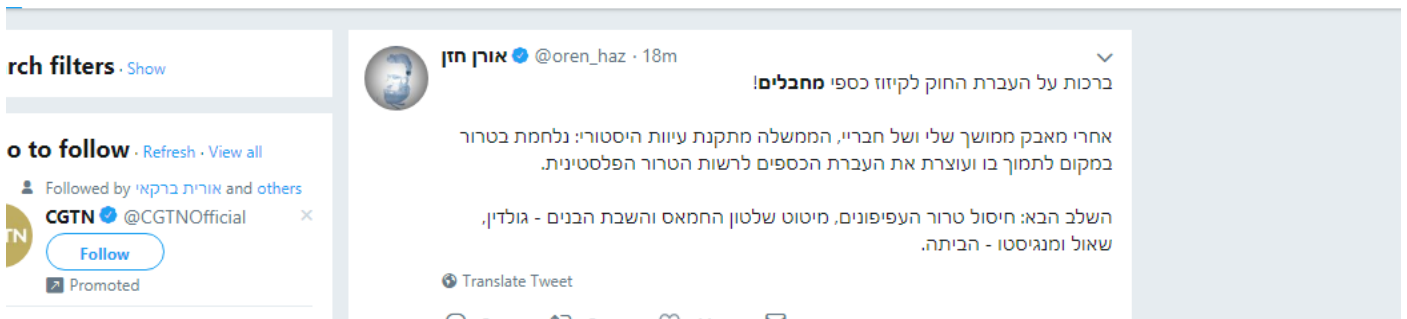 rch filters · Show
o to follow · Refresh · View all
Followed by אורית ברקאי and others
CGTN @CGTNOfficial
TN
Follow
Promoted
אורן חזן @oren_haz · 18m
ברכות על העברת החוק לקיזוז כספי מחבלים!
אחרי מאבק ממושך שלי ושל חבריי, הממשלה מתקנת עיוות היסטורי: נלחמת בטרור
במקום לתמוך בו ועוצרת את העברת הכספים לרשות הטרור הפלסטינית.
השלב הבא: חיסול טרור העפיפונים, מיטוט שלטון החמאס והשבת הבנים - גולדין,
שאול ומנגיסטו - הביתה.
Translate Tweet